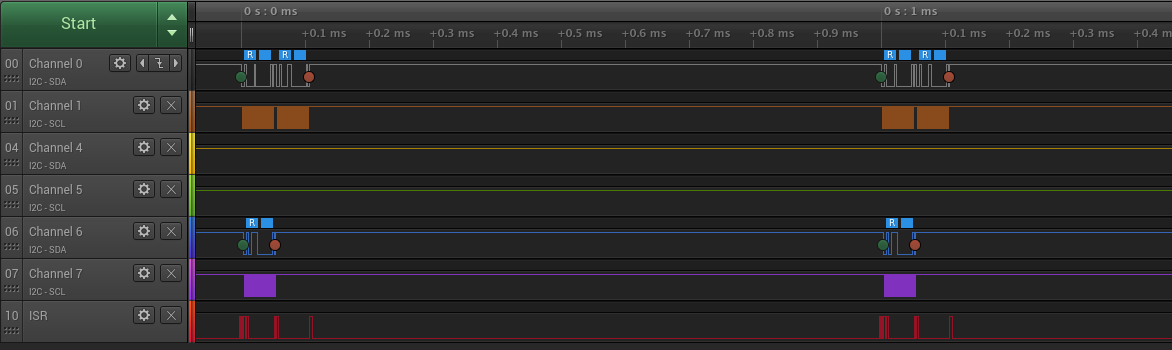 Start
0 s : 0 ms
0 s : 1 ms
+0.1 ms
+0.2 ms
+0.3 ms
+0.4 ms
+0.5 ms
+0.6 ms
+0.7 ms
+0.8 ms
+0.9 ms
+0.1 ms
+0.2 ms
+0.3 ms
+0.4 m
00 Channel 0
I2C - SDA
R R R R
01 Channel 1
I2C - SCL
04 Channel 4
I2C - SDA
05 Channel 5
I2C - SCL
06 Channel 6
I2C - SDA
R R
07 Channel 7
I2C - SCL
10 ISR